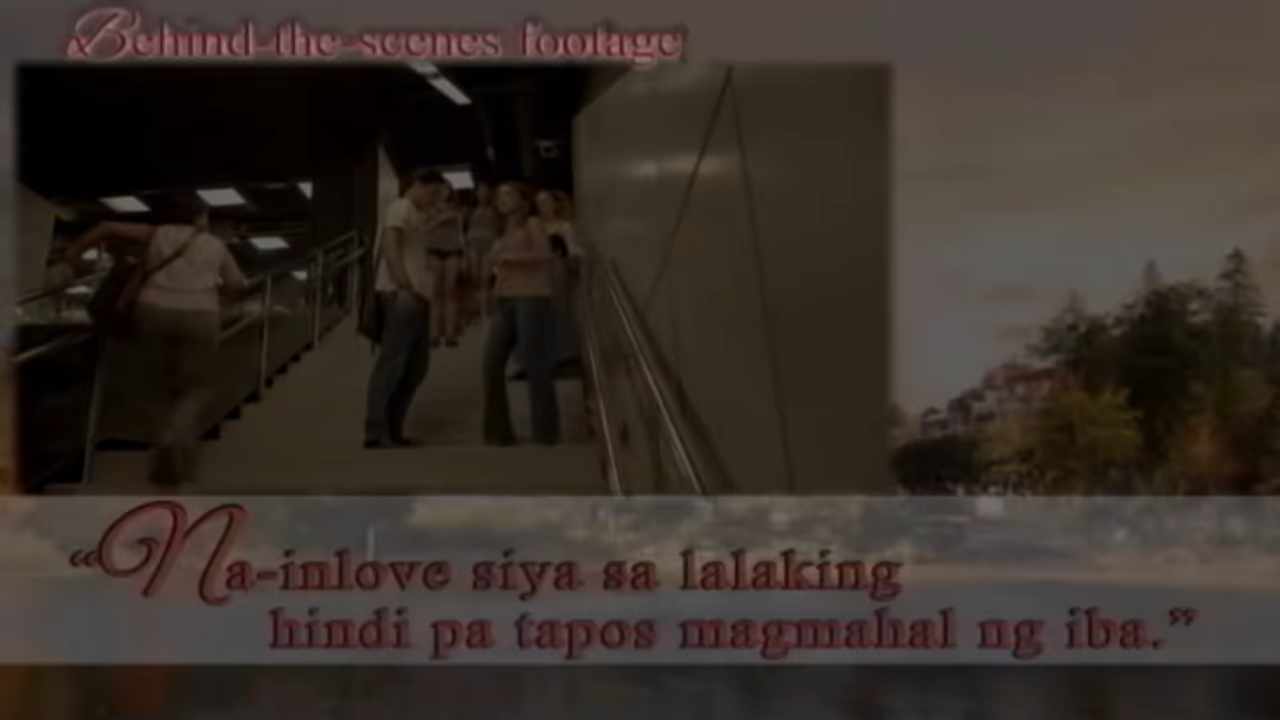 Behind-the-scenes footage
“Na-inlove siya sa lalaking
hindi pa tapos magmahal ng iba.”